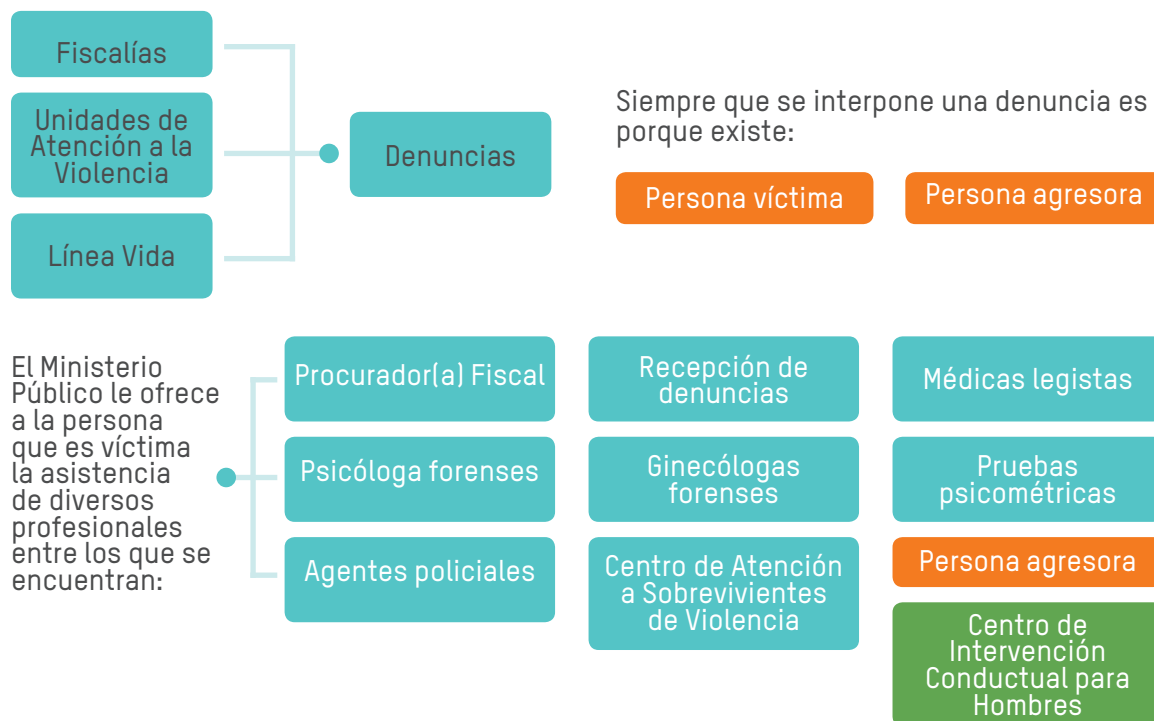 Fiscalías
Unidades de
Atención a la
Violencia
Línea Vida
Denuncias
Siempre que se interpone una denuncia es
porque existe:
Persona víctima
Persona agresora
El Ministerio
Público le ofrece
a la persona
que es víctima
la asistencia
de diversos
profesionales
entre los que se
encuentran:
Procurador(a) Fiscal
Recepción de
denuncias
Médicas legistas
Psicóloga forenses
Ginecólogas
forenses
Pruebas
psicométricas
Agentes policiales
Centro de Atención
a Sobrevivientes
de Violencia
Persona agresora
Centro de
Intervención
Conductual para
Hombres